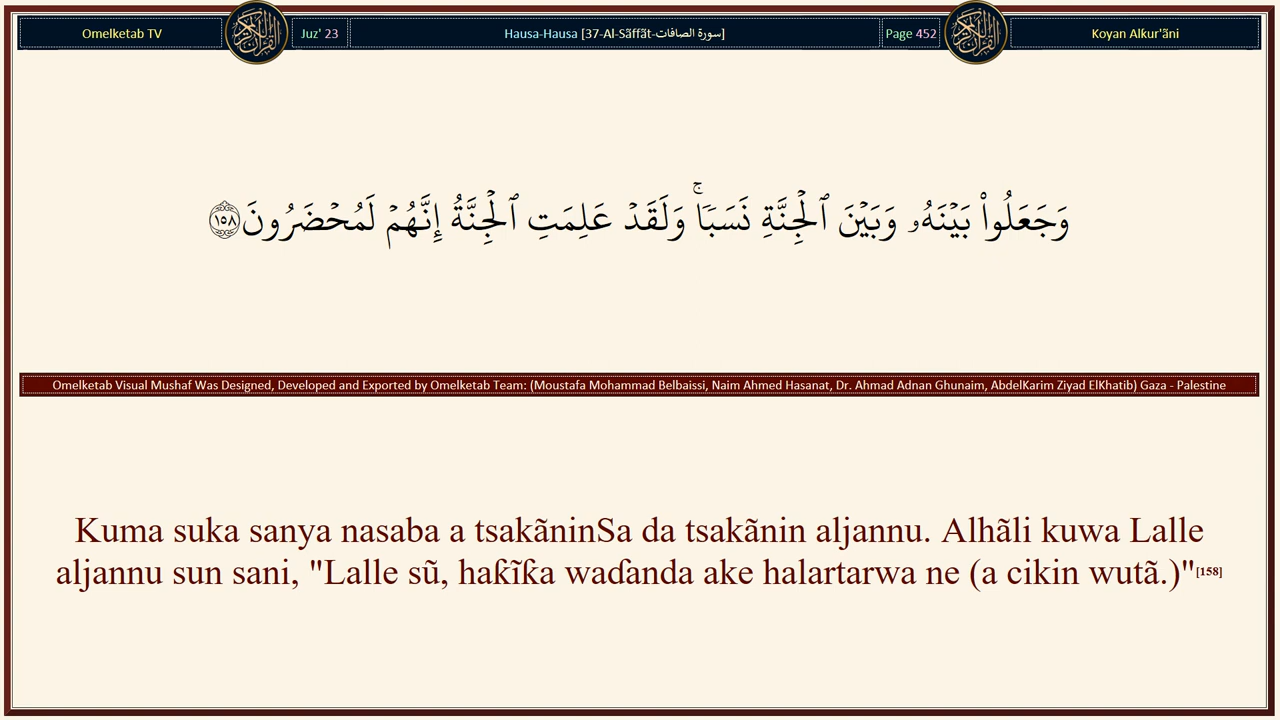 Omelketab TV
Juz' 23
Hausa-Hausa [37-Al-Sãffãt-سورة الصافات]
Page 452
Koyan Alƙur'ãni
وَجَعَلُوا۟ بَيْنَهُۥ وَبَيْنَ ٱلْجِنَّةِ نَسَبًۭا ۚ وَلَقَدْ عَلِمَتِ ٱلْجِنَّةُ إِنَّهُمْ لَمُحْضَرُونَ ١٥٨
Omelketab Visual Mushaf Was Designed, Developed and Exported by Omelketab Team: (Moustafa Mohammad Belbaissi, Naim Ahmed Hasanat, Dr. Ahmad Adnan Ghunaim, AbdelKarim Ziyad ElKhatib) Gaza - Palestine
Kuma suka sanya nasaba a tsakãninSa da tsakãnin aljannu. Alhãli kuwa Lalle
aljannu sun sani, "Lalle sũ, haƙĩƙa waɗanda ake halartarwa ne (a cikin wutã.)"[158]